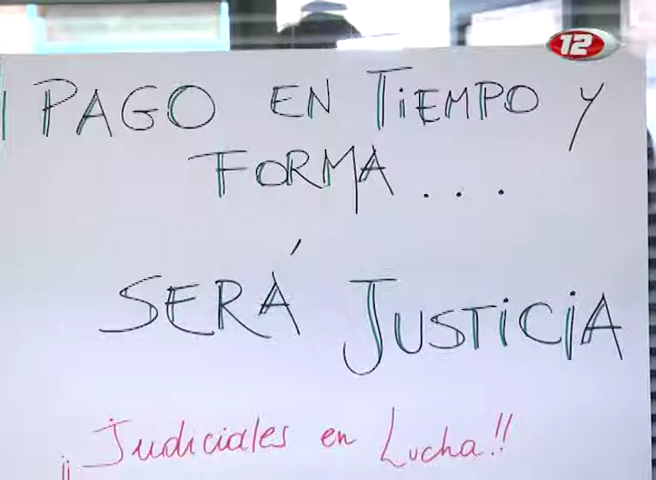 12
PAGO EN TIEMPO Y
FORMA...
SERÁ JUSTICIA
¡¡Judiciales en Lucha!!